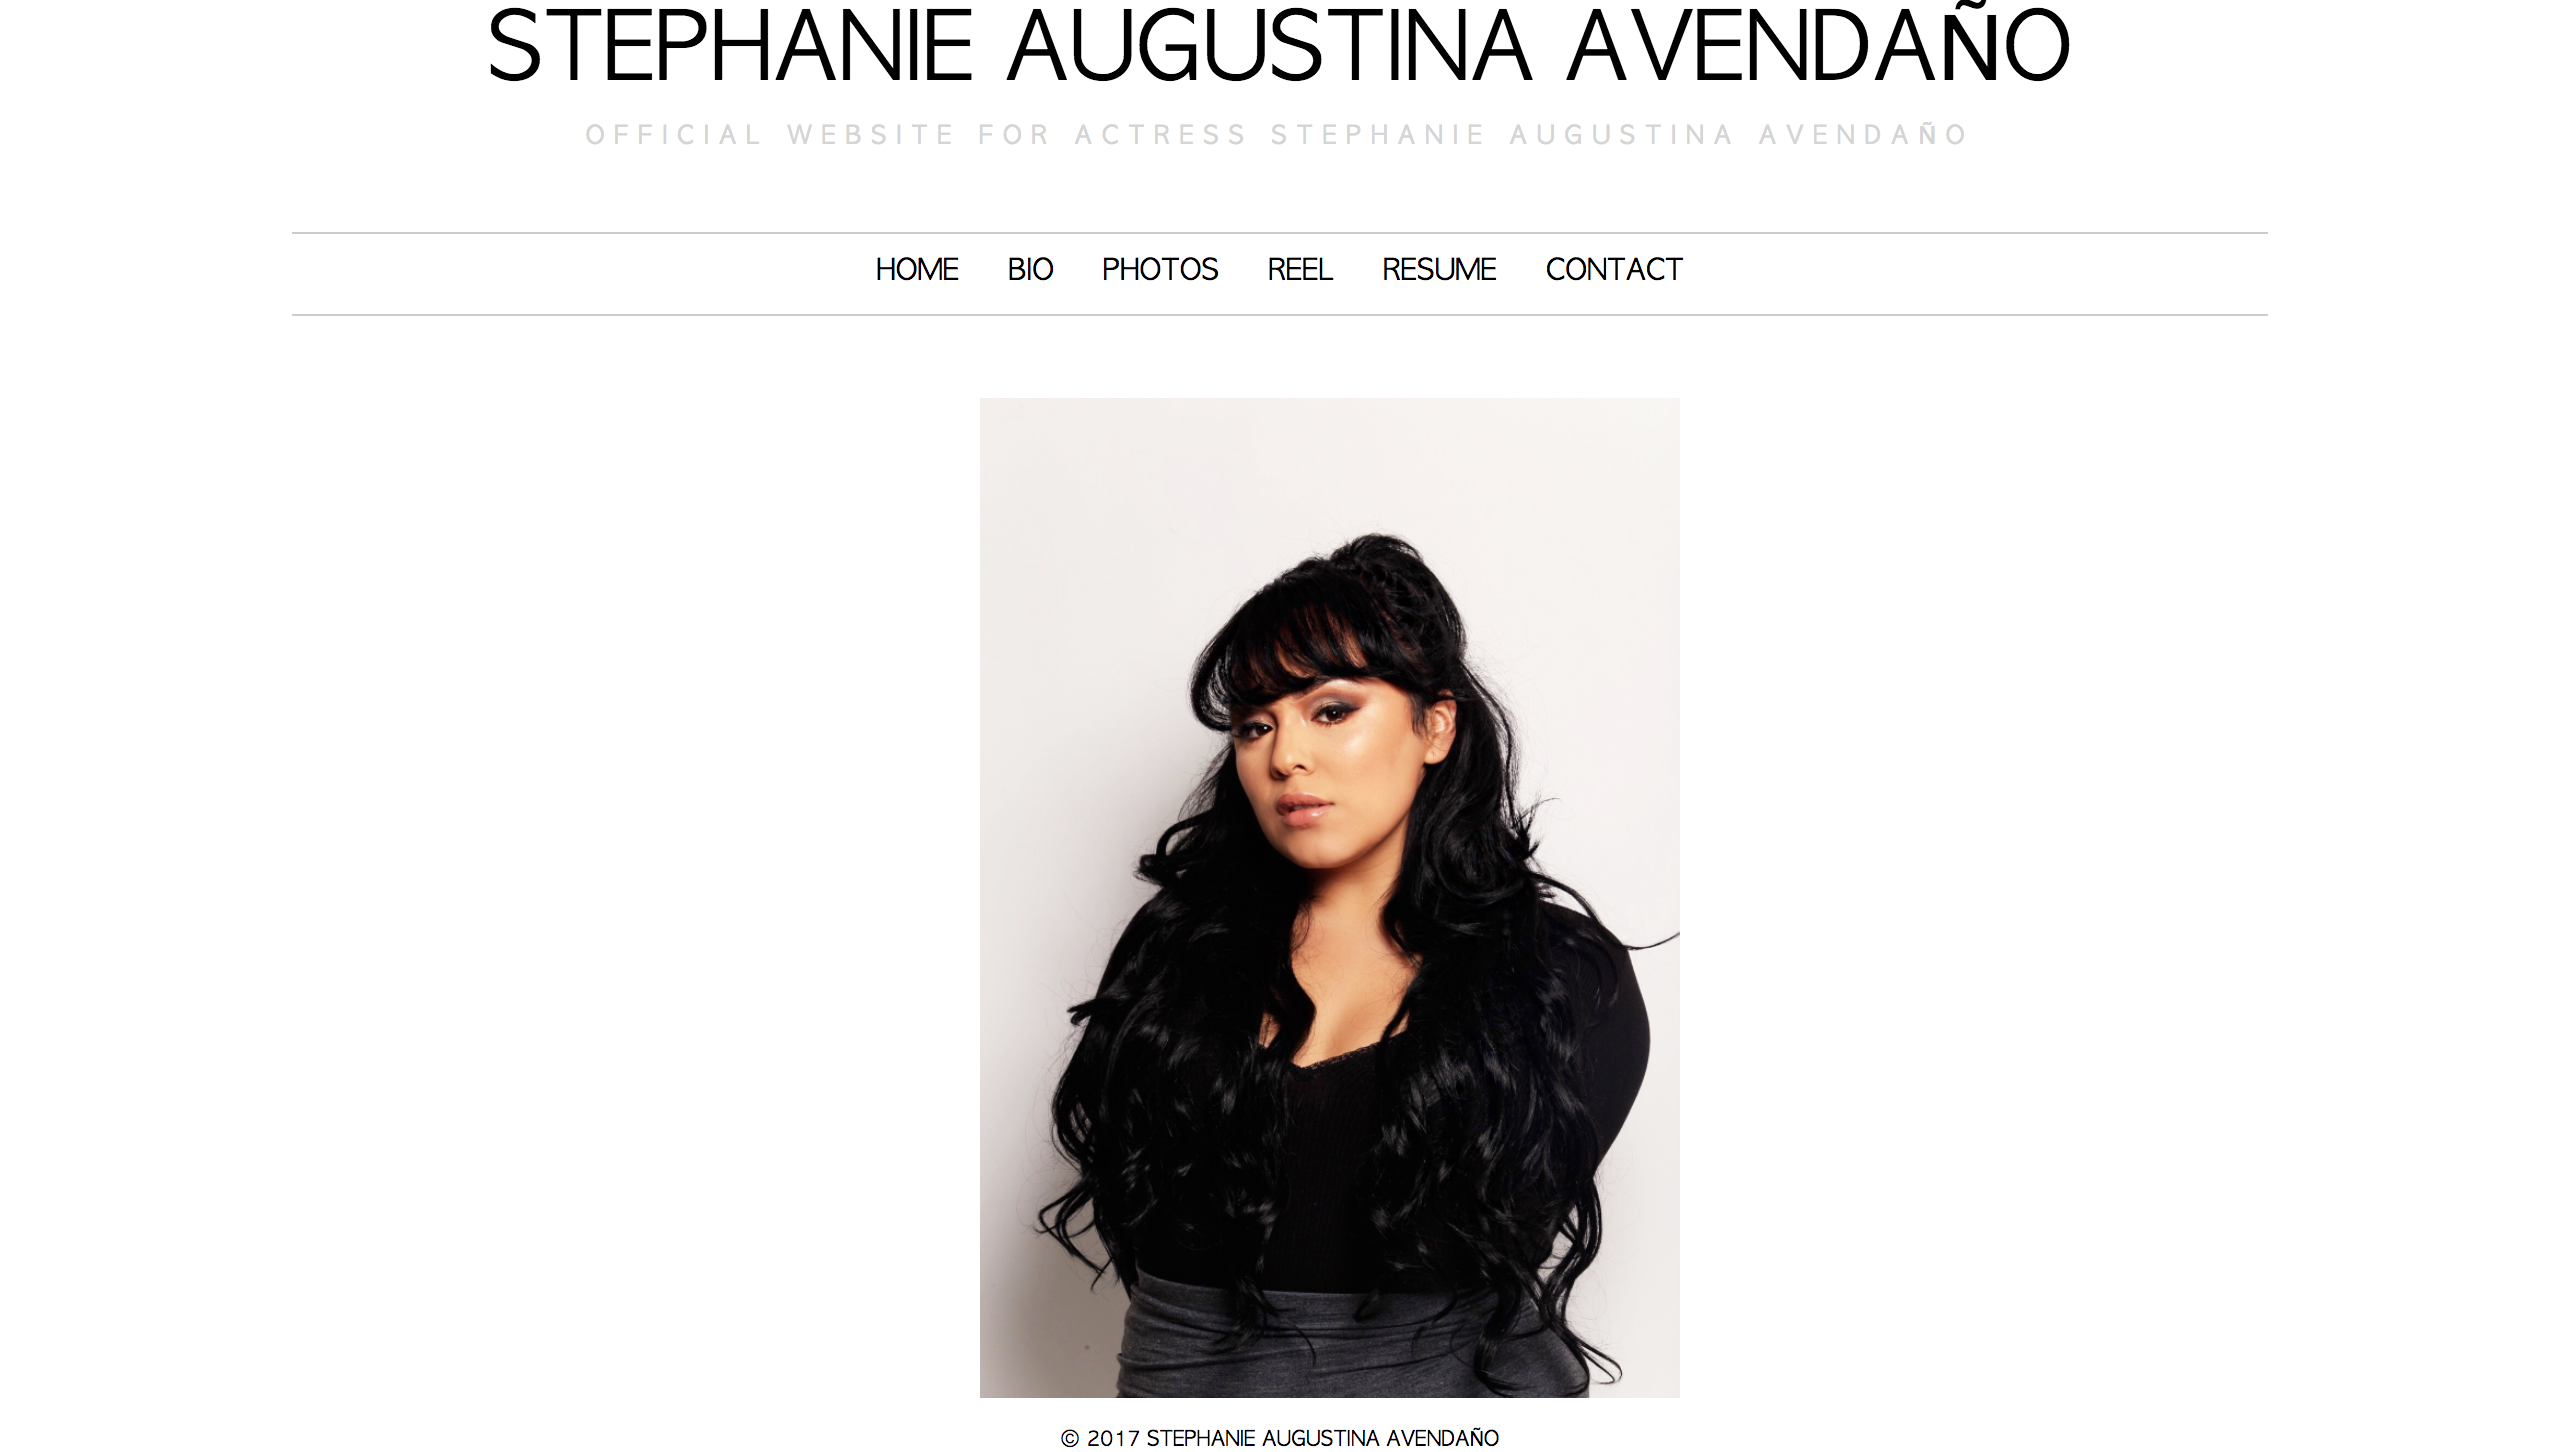 STEPHANIE AUGUSTINA AVENDAÑO
OFFICIAL WEBSITE FOR ACTRESS STEPHANIE AUGUSTINA AVENDAÑO
HOME BIO PHOTOS REEL RESUME CONTACT
© 2017 STEPHANIE AUGUSTINA AVENDAÑO